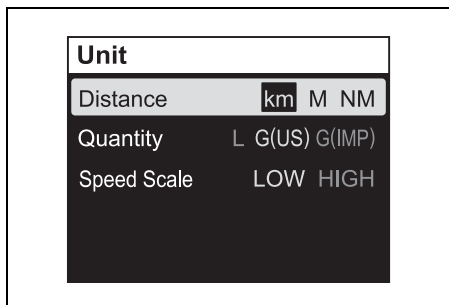 Unit
Distance km M NM
Quantity L G(US) G(IMP)
Speed Scale LOW HIGH